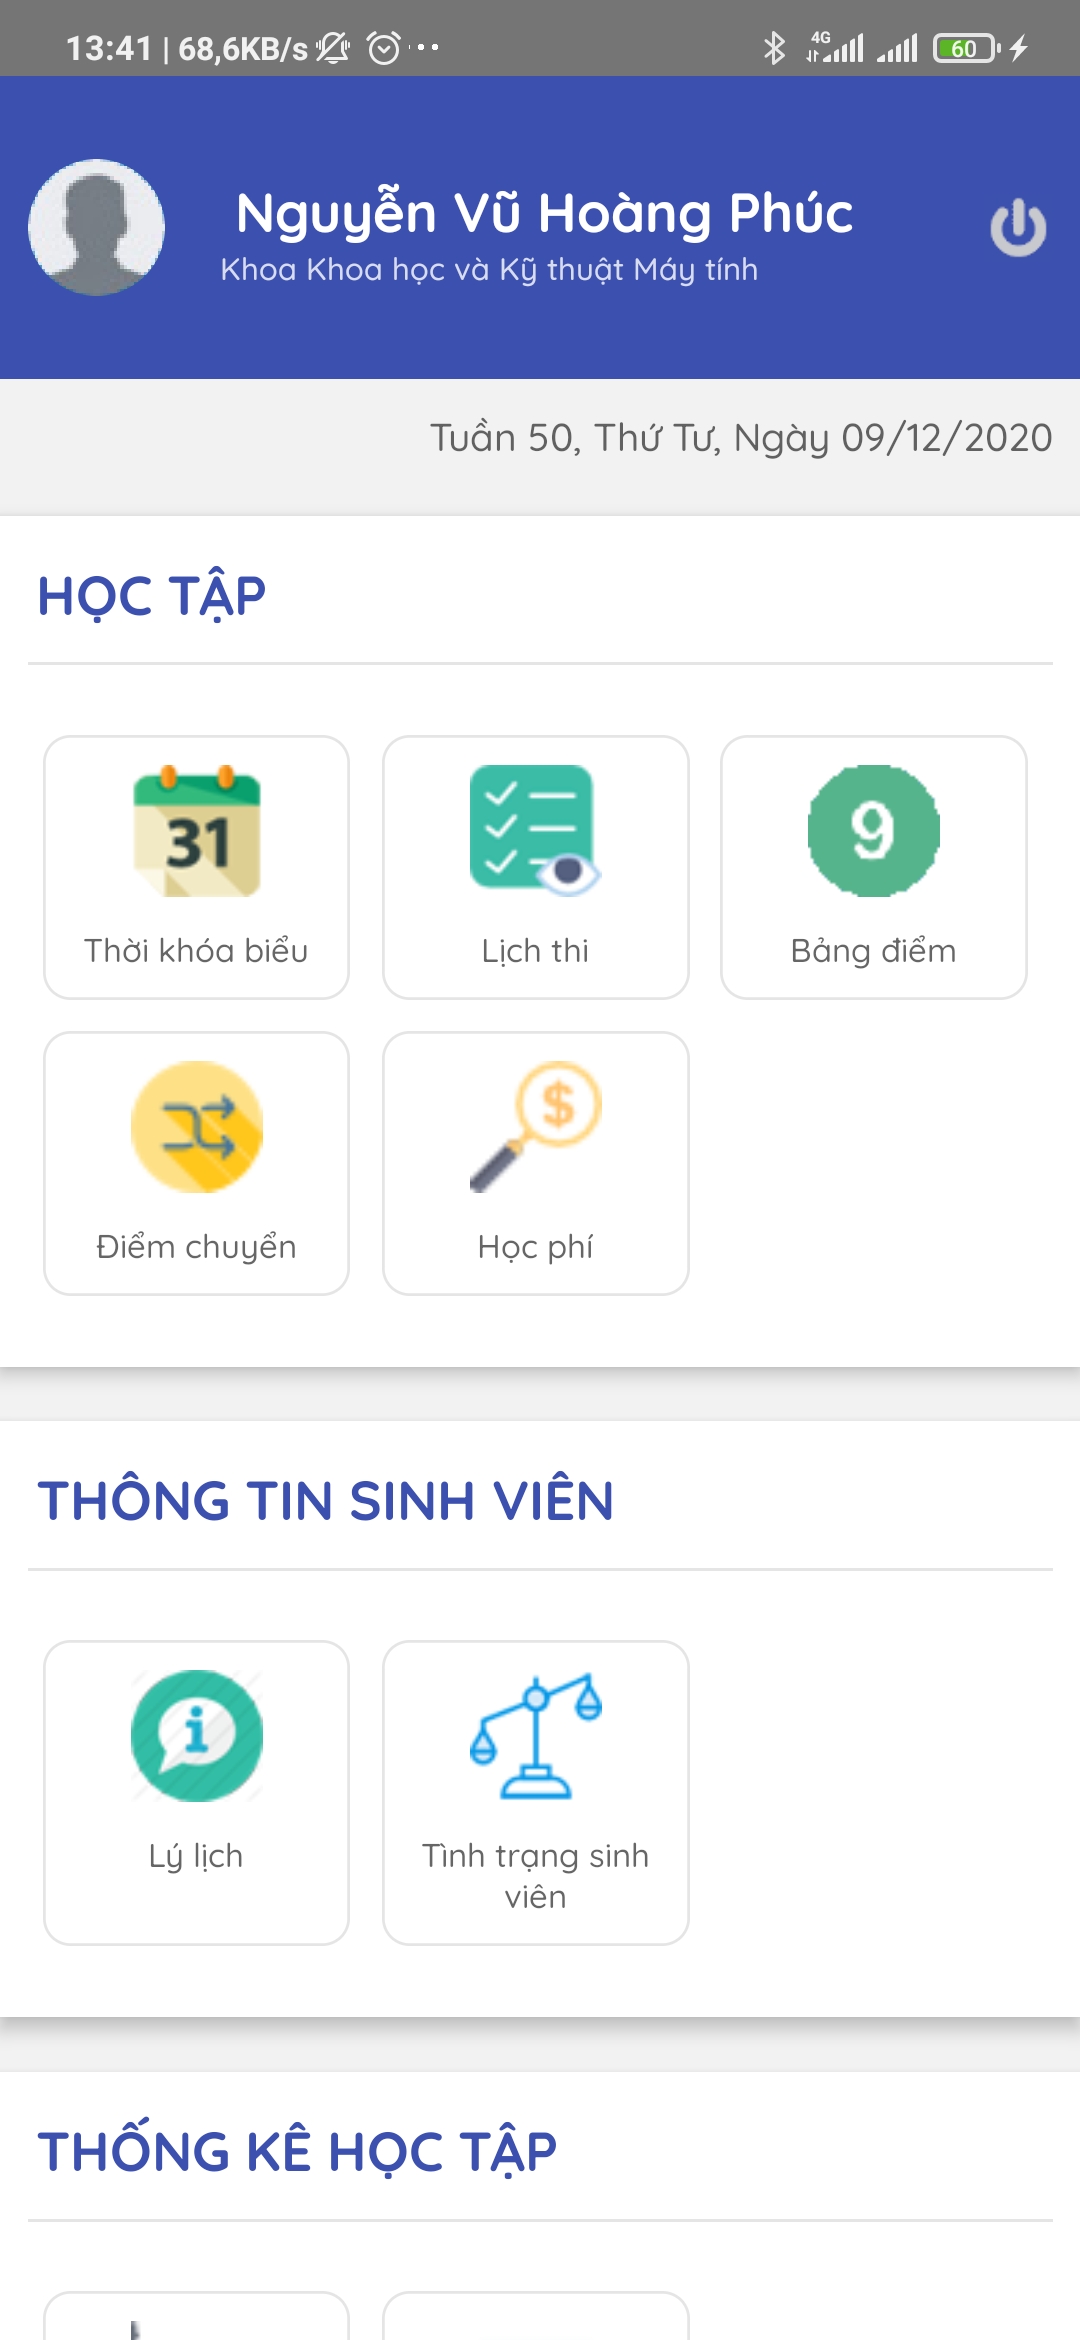 13:41 | 68,6KB/s
4G
60
Nguyễn Vũ Hoàng Phúc
Khoa Khoa học và Kỹ thuật Máy tính
Tuần 50, Thứ Tư, Ngày 09/12/2020
HỌC TẬP
31
9
Thời khóa biểu
Lịch thi
Bảng điểm
$
Điểm chuyển
Học phí
THÔNG TIN SINH VIÊN
i
Lý lịch
Tình trạng sinh
viên
THỐNG KÊ HỌC TẬP